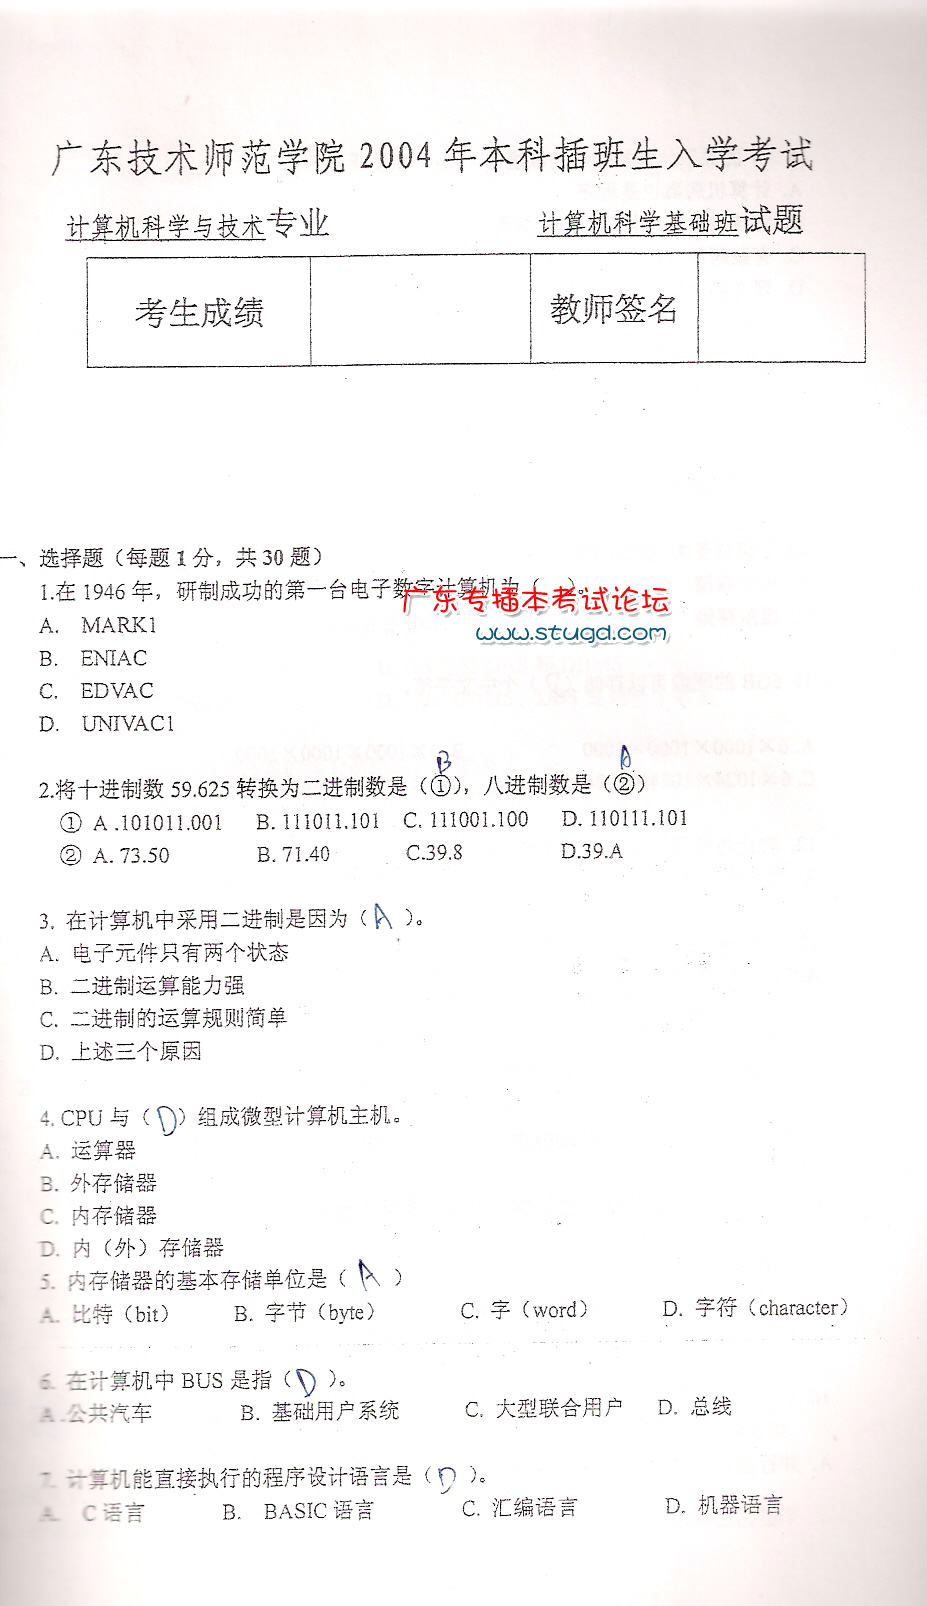 广东技术师范学院 2004 年本科插班生入学考试
计算机科学与技术专业 计算机科学基础班试题
考生成绩 教师签名
一、选择题（每题 1 分，共 30 题）
1.在 1946 年，研制成功的第一台电子数字计算机为（ ）。
广东专插本考试论坛
www.stugd.com
A. MARK1
B. ENIAC
C. EDVAC
D. UNIVAC1
B A
2.将十进制数 59.625 转换为二进制数是（①），八进制数是（②）
① A .101011.001 B. 111011.101 C. 111001.100 D. 110111.101
② A. 73.50 B. 71.40 C.39.8 D.39.A
3. 在计算机中采用二进制是因为（ A ）。
A. 电子元件只有两个状态
B. 二进制运算能力强
C. 二进制的运算规则简单
D. 上述三个原因
4. CPU 与（ D ）组成微型计算机主机。
A. 运算器
B. 外存储器
C. 内存储器
D. 内（外）存储器
5. 内存储器的基本存储单位是（ A ）
A. 比特（bit） B. 字节（byte） C. 字（word） D. 字符（character）
6. 在计算机中 BUS 是指（ D ）。
A .公共汽车 B. 基础用户系统 C. 大型联合用户 D. 总线
7. 计算机能直接执行的程序设计语言是（ D ）。
A. C 语言 B. BASIC 语言 C. 汇编语言 D. 机器语言